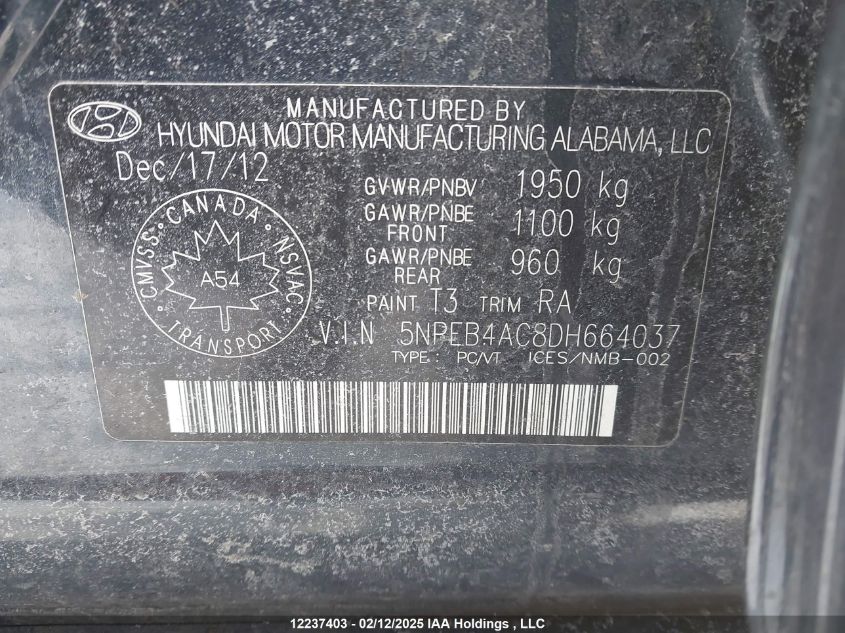 MANUFACTURED BY
HYUNDAI MOTOR MANUFACTURING ALABAMA, LLC
Dec/17/12
GVWR/PNBV 1950 kg
GAWR/PNBE FRONT 1100 kg
GAWR/PNBE REAR 960 kg
CANADA
CMVSS
NSVAC
A54
TRANSPORT
PAINT T3 TRIM RA
V.I.N 5NPEB4AC8DH664037
TYPE : PC/VT ICES/NMB-002
12237403 - 02/12/2025 IAA Holdings , LLC